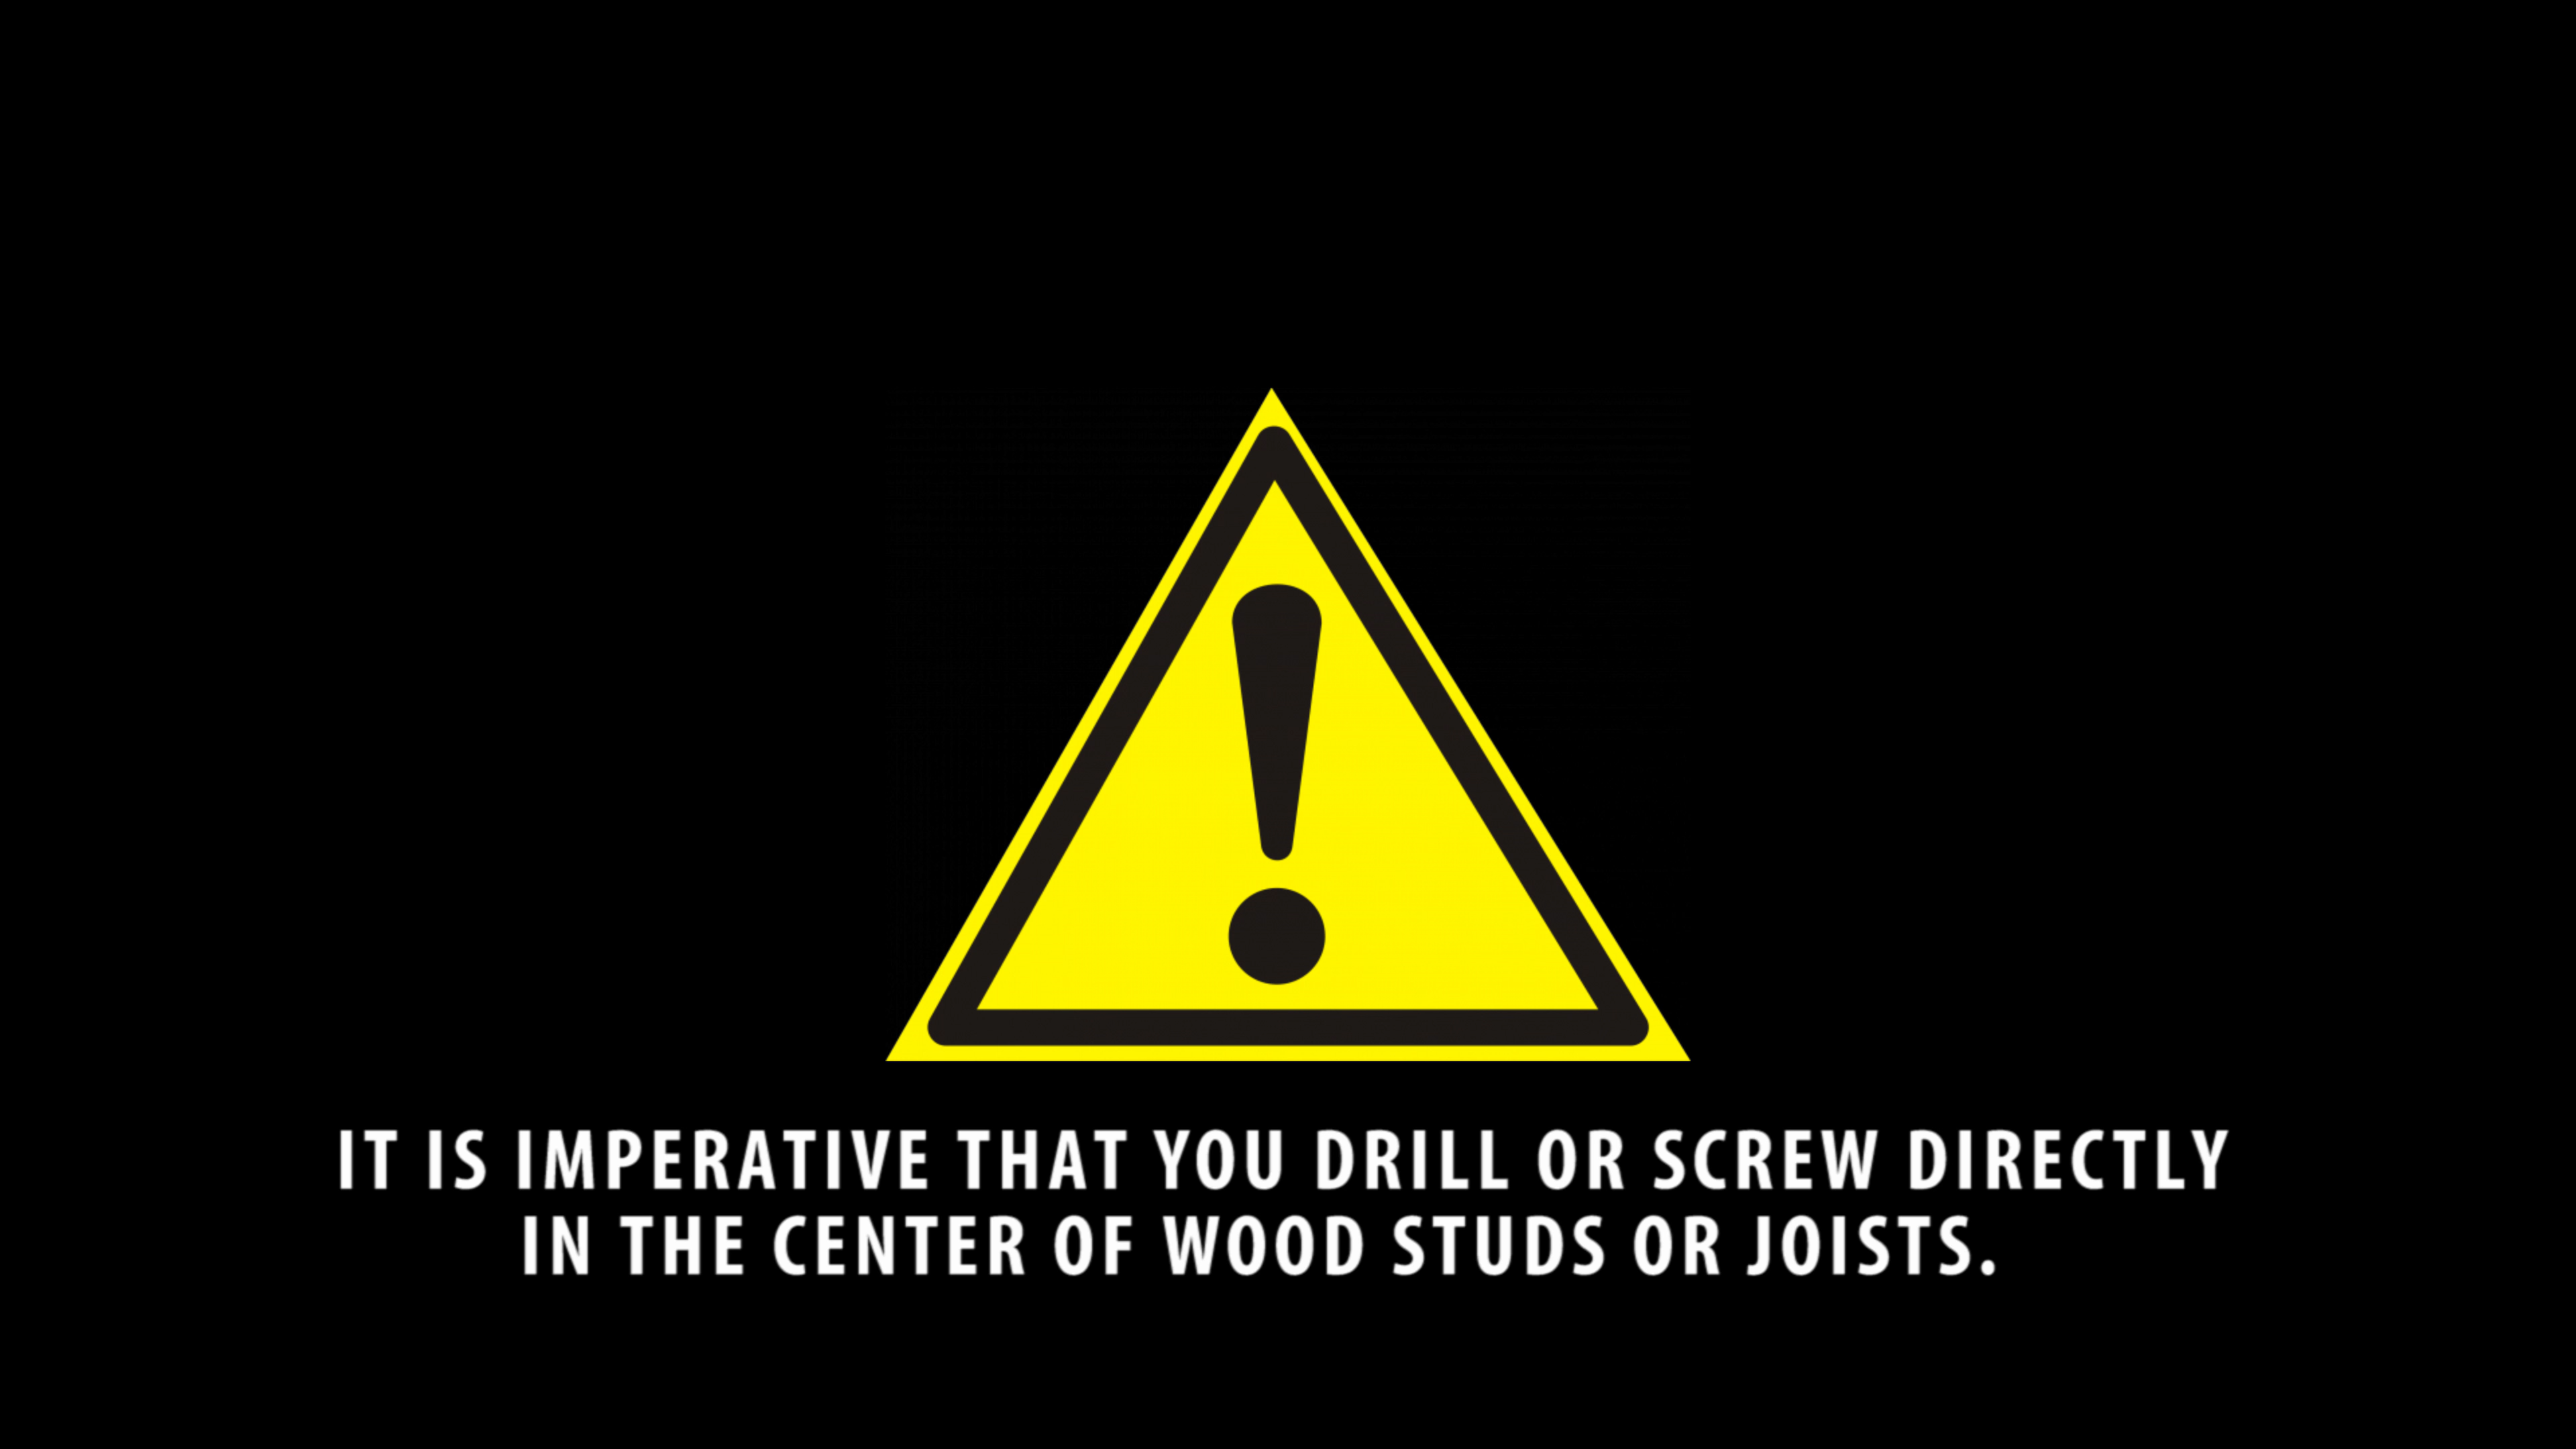 IT IS IMPERATIVE THAT YOU DRILL OR SCREW DIRECTLY
IN THE CENTER OF WOOD STUDS OR JOISTS.